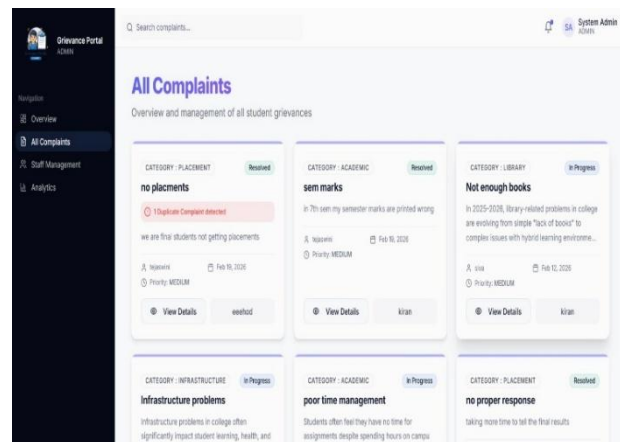 Grievance Portal
ADMIN
Navigation
Overview
All Complaints
Staff Management
Analytics
Search complaints...
SA
System Admin
ADMIN
All Complaints
Overview and management of all student grievances
CATEGORY : PLACEMENT
Resolved
no placments
1 Duplicate Complaint detected
we are final students not getting placements
tejaswini
Feb 19, 2026
Priority: MEDIUM
View Details
eeehod
CATEGORY : ACADEMIC
Resolved
sem marks
in 7th sem my semester marks are printed wrong
tejaswini
Feb 19, 2026
Priority: MEDIUM
View Details
kiran
CATEGORY : LIBRARY
In Progress
Not enough books
In 2025-2026, library-related problems in college
are evolving from simple "lack of books" to
complex issues with hybrid learning environme...
siva
Feb 12, 2026
Priority: MEDIUM
View Details
kiran
CATEGORY : INFRASTRUCTURE
In Progress
Infrastructure problems
Infrastructure problems in college often
significantly impact student learning, health, and
CATEGORY : ACADEMIC
In Progress
poor time management
Students often feel they have no time for
assignments despite spending hours on campu
CATEGORY : PLACEMENT
Resolved
no proper response
taking more time to tell the final results